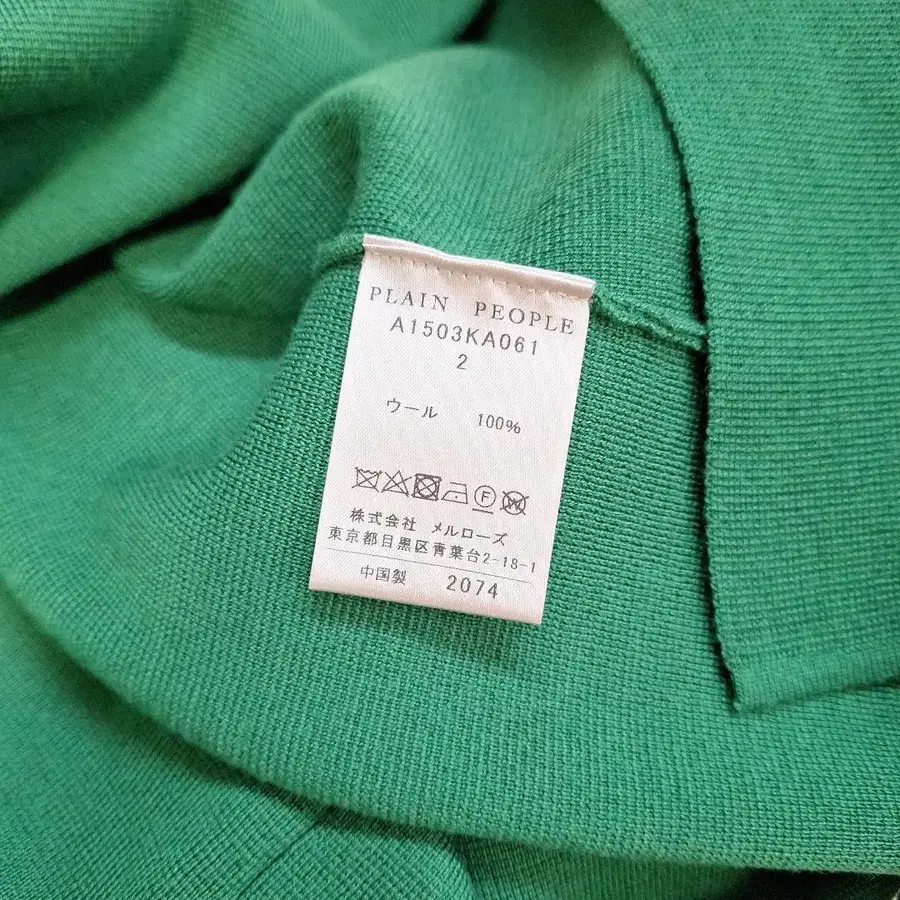 PLAIN PEOPLE
A1503KA061
2
ウール 100%
F W
株式会社 メルローズ
東京都目黒区青葉台2-18-1
中国製 2074